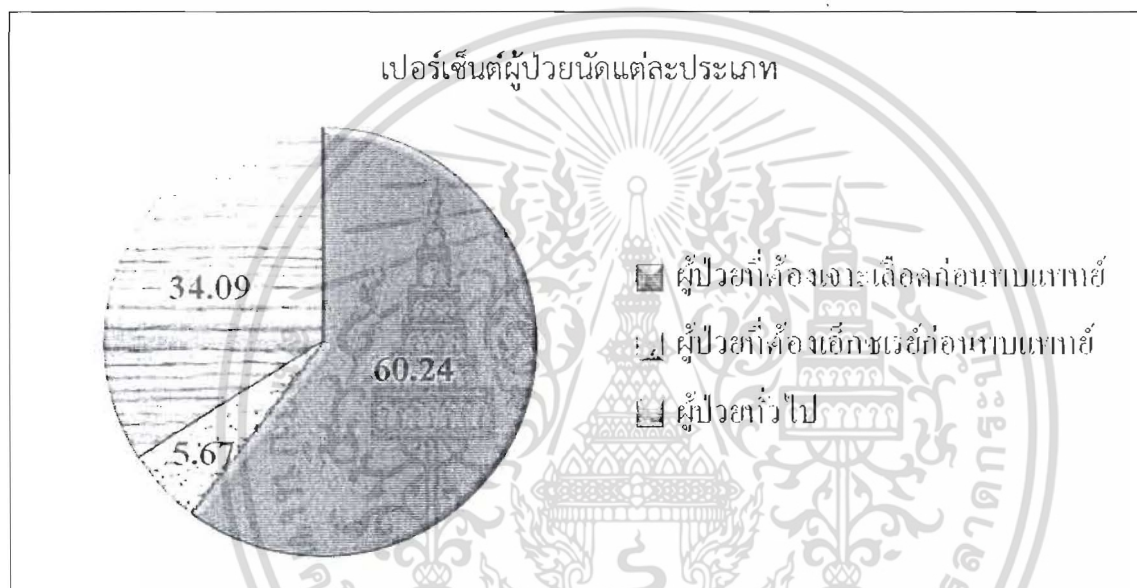 เปอร์เซ็นต์ผู้ป่วยนัดแต่ละประเภท
34.09
60.24
5.67
ผู้ป่วยที่ต้องเจาะเลือดก่อนพบแพทย์
ผู้ป่วยที่ต้องเอ็กซเรย์ก่อนพบแพทย์
ผู้ป่วยทั่วไป